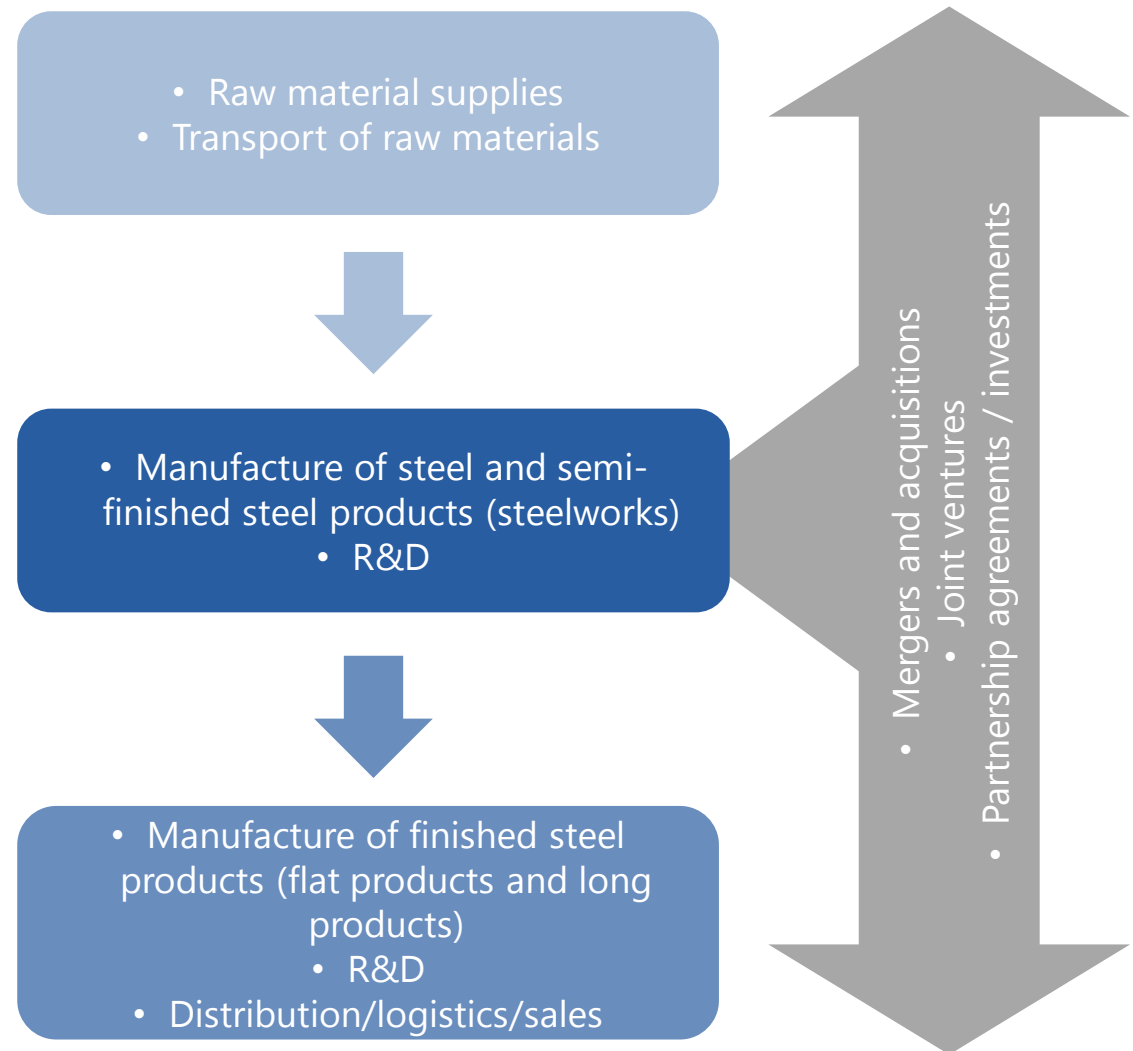 • Raw material supplies
• Transport of raw materials
• Manufacture of steel and semi-
finished steel products (steelworks)
• R&D
• Manufacture of finished steel
products (flat products and long
products)
• R&D
• Distribution/logistics/sales
• Mergers and acquisitions
• Joint ventures
• Partnership agreements / investments